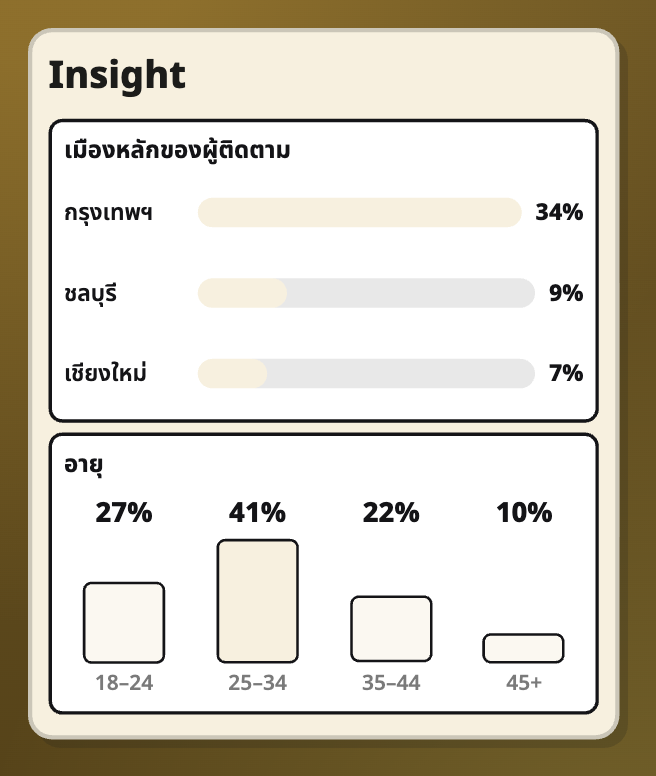 Insight
เมืองหลักของผู้ติดตาม
กรุงเทพฯ 34%
ชลบุรี 9%
เชียงใหม่ 7%
อายุ
27% 41% 22% 10%
18–24 25–34 35–44 45+